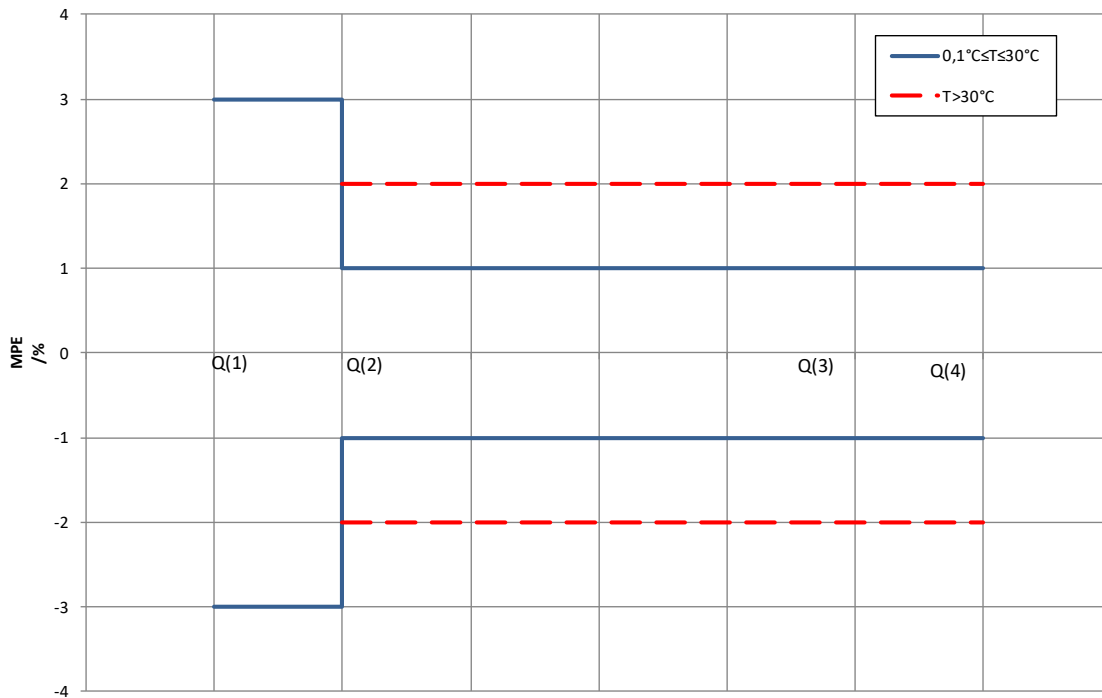 4
3
2
1
0
-1
-2
-3
-4
MPE
/%
0,1°C≤T≤30°C
T>30°C
Q(1)
Q(2)
Q(3)
Q(4)